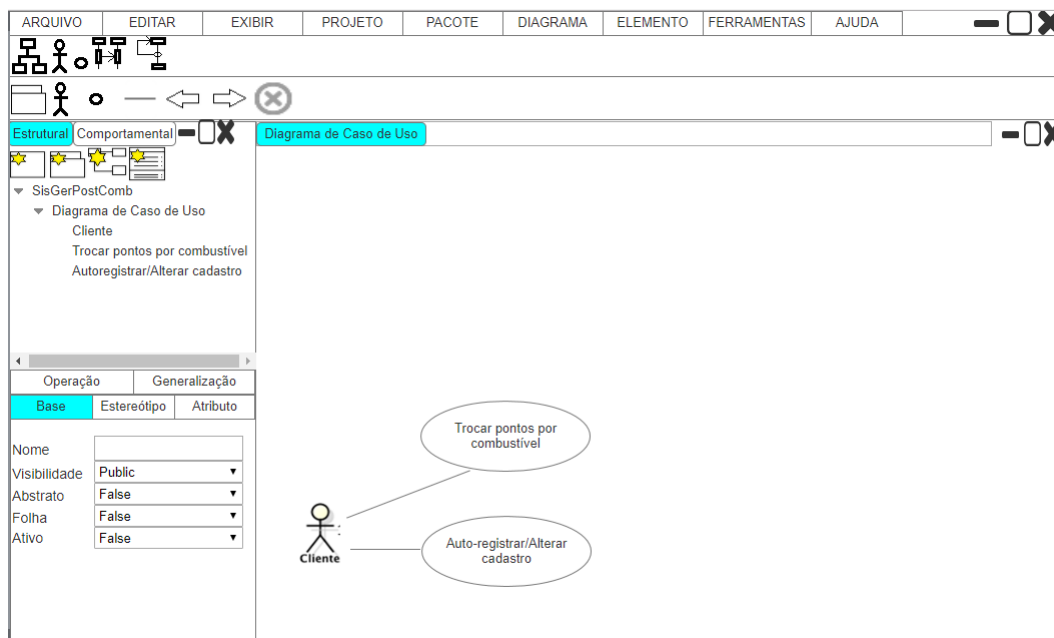 ARQUIVO EDITAR EXIBIR PROJETO PACOTE DIAGRAMA ELEMENTO FERRAMENTAS AJUDA
Estrutural Comportamental
Diagrama de Caso de Uso
SisGerPostComb
Diagrama de Caso de Uso
Cliente
Trocar pontos por combustível
Autoregistrar/Alterar cadastro
Operação Generalização
Base Estereótipo Atributo
Nome
Visibilidade Public
Abstrato False
Folha False
Ativo False
Trocar pontos por
combustível
Cliente
Auto-registrar/Alterar
cadastro